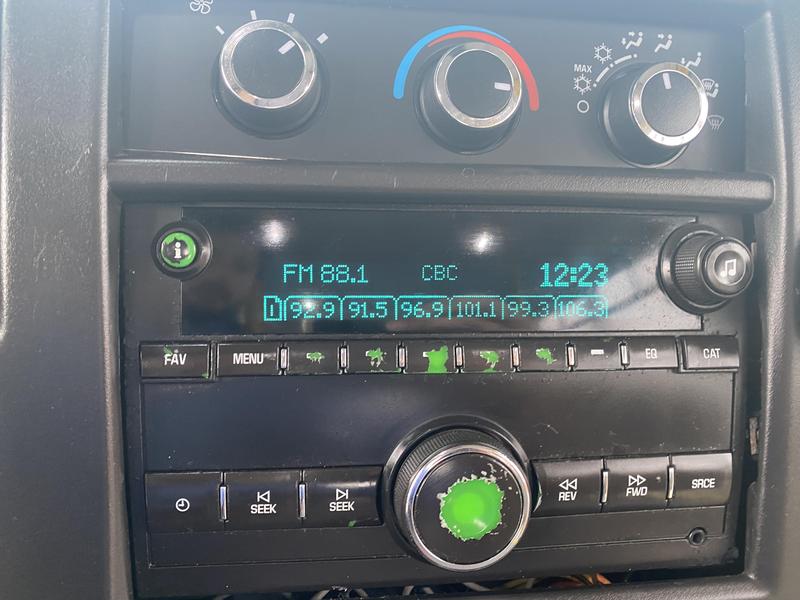 MAX
FM 88.1 CBC 12:23
1 92.9 91.5 96.9 101.1 99.3 106.3
i
FAV MENU EQ CAT
SEEK SEEK REV FWD SRCE